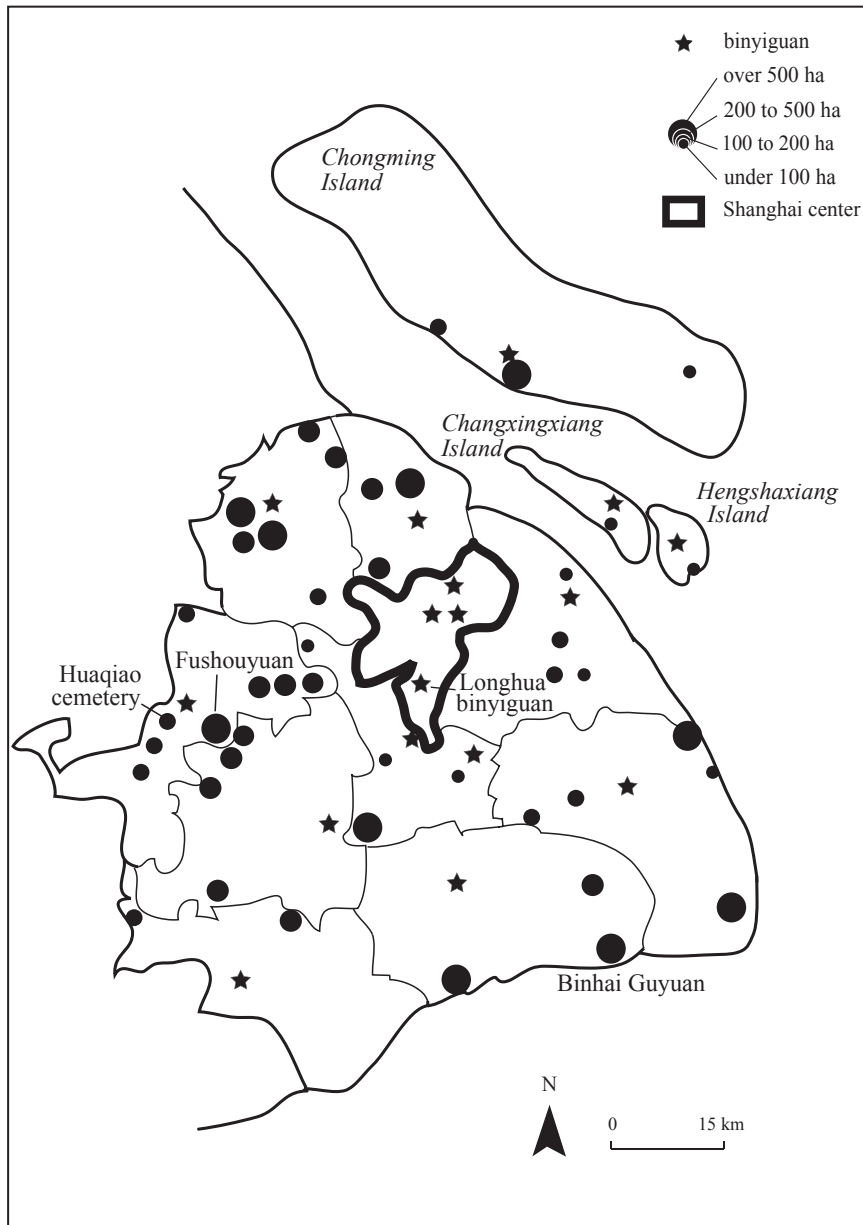 binyiguan
over 500 ha
200 to 500 ha
100 to 200 ha
under 100 ha
Shanghai center
Chongming
Island
Changxingxiang
Island
Hengshaxiang
Island
Huaqiao
cemetery
Fushouyuan
Longhua
binyiguan
Binhai Guyuan
N
0 15 km